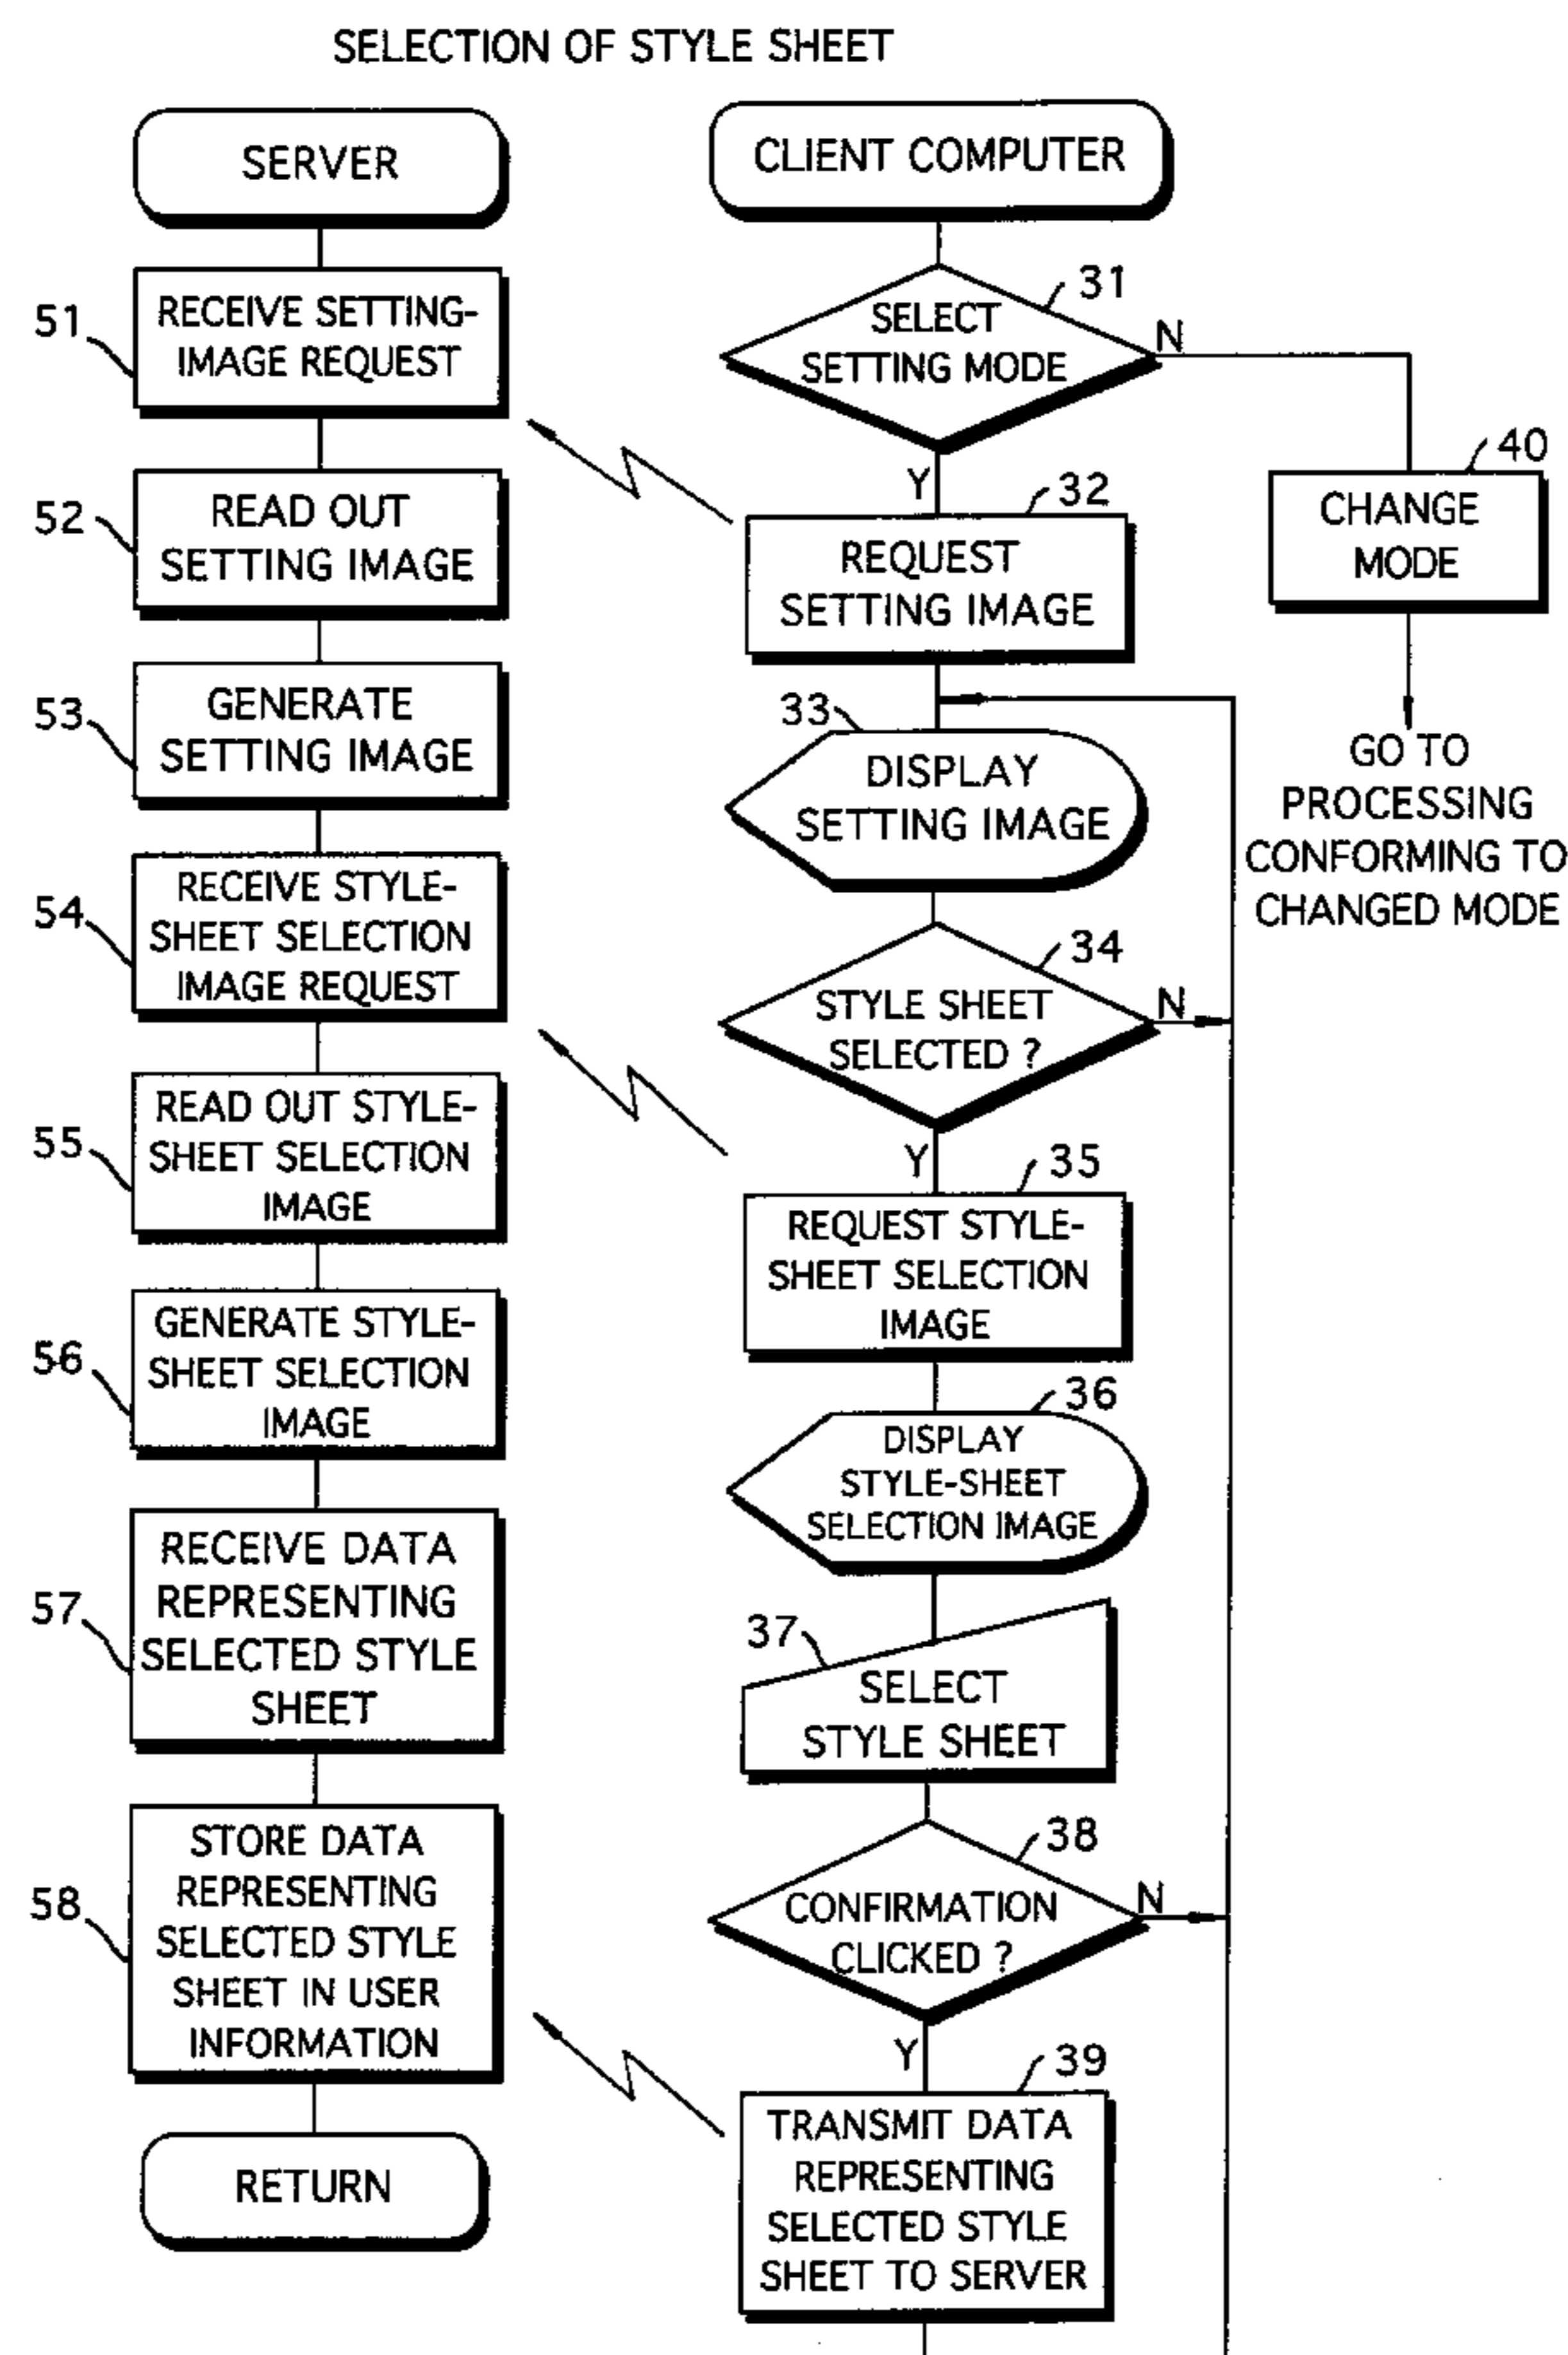 SELECTION OF STYLE SHEET
SERVER
51
RECEIVE SETTING-
IMAGE REQUEST
52
READ OUT
SETTING IMAGE
53
GENERATE
SETTING IMAGE
54
RECEIVE STYLE-
SHEET SELECTION
IMAGE REQUEST
55
READ OUT STYLE-
SHEET SELECTION
IMAGE
56
GENERATE STYLE-
SHEET SELECTION
IMAGE
57
RECEIVE DATA
REPRESENTING
SELECTED STYLE
SHEET
58
STORE DATA
REPRESENTING
SELECTED STYLE
SHEET IN USER
INFORMATION
RETURN
CLIENT COMPUTER
31
SELECT
SETTING MODE
N
Y
32
REQUEST
SETTING IMAGE
33
DISPLAY
SETTING IMAGE
34
STYLE SHEET
SELECTED ?
N
Y
35
REQUEST STYLE-
SHEET SELECTION
IMAGE
36
DISPLAY
STYLE-SHEET
SELECTION IMAGE
37
SELECT
STYLE SHEET
38
CONFIRMATION
CLICKED ?
N
Y
39
TRANSMIT DATA
REPRESENTING
SELECTED STYLE
SHEET TO SERVER
40
CHANGE
MODE
GO TO
PROCESSING
CONFORMING TO
CHANGED MODE